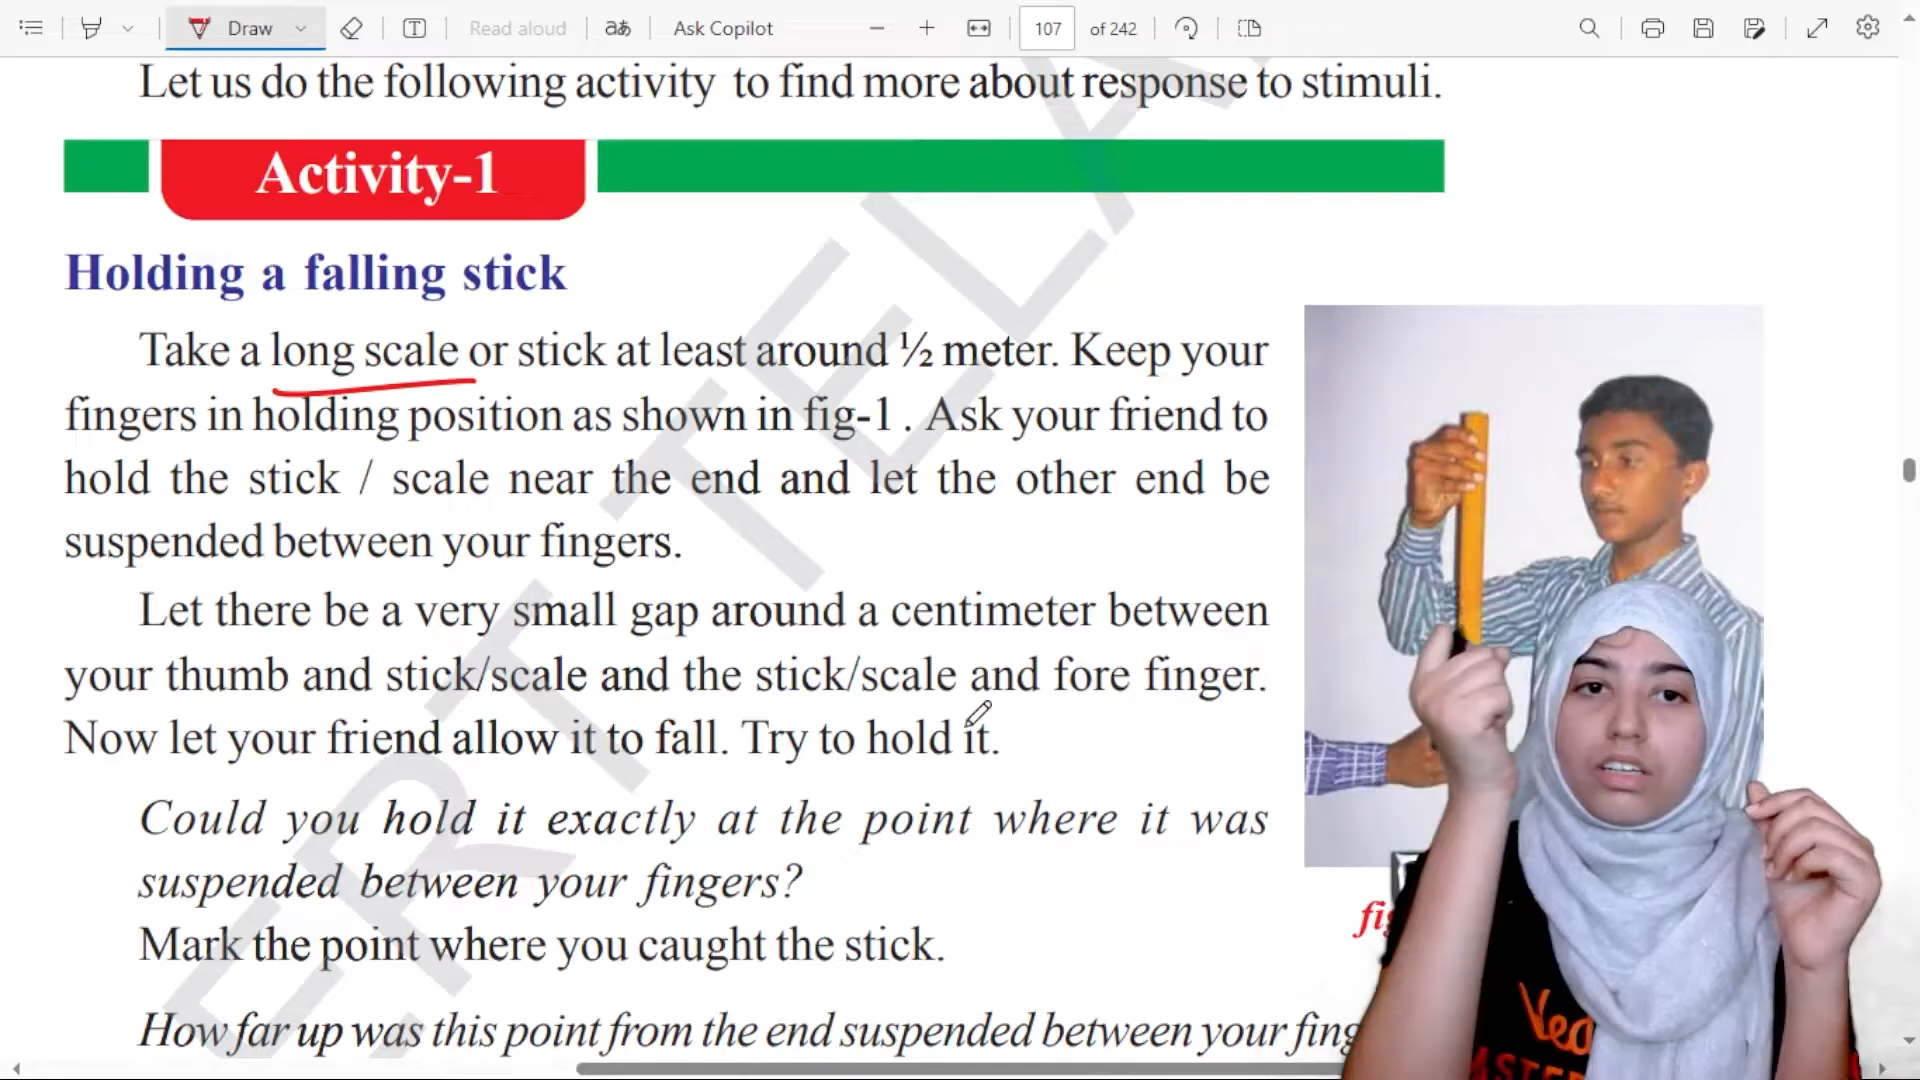 Draw
T
Read aloud
aあ
Ask Copilot
107
of 242
Let us do the following activity to find more about response to stimuli.
Activity-1
Holding a falling stick
Take a long scale or stick at least around ½ meter. Keep your
fingers in holding position as shown in fig-1 . Ask your friend to
hold the stick / scale near the end and let the other end be
suspended between your fingers.
Let there be a very small gap around a centimeter between
your thumb and stick/scale and the stick/scale and fore finger.
Now let your friend allow it to fall. Try to hold it.
Could you hold it exactly at the point where it was
suspended between your fingers?
Mark the point where you caught the stick.
How far up was this point from the end suspended between your